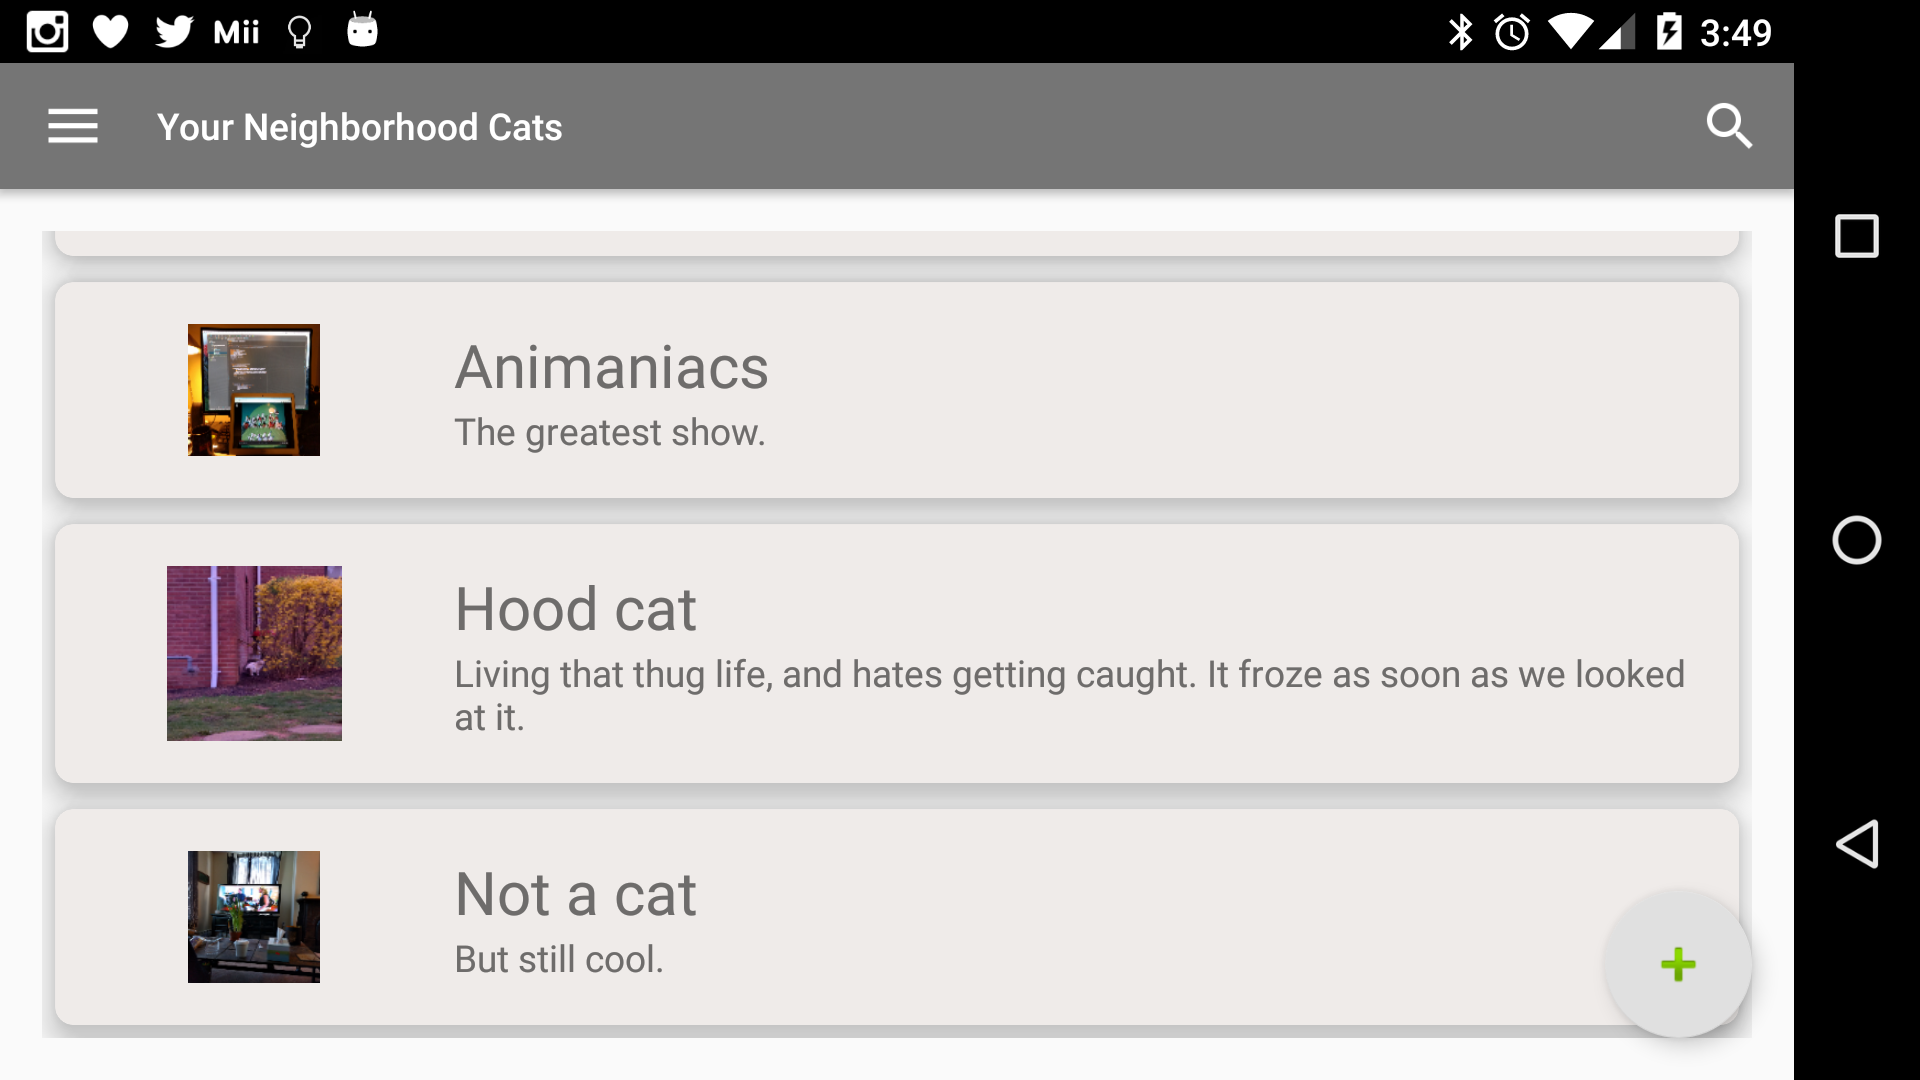 Mii
3:49
Your Neighborhood Cats
Animaniacs
The greatest show.
Hood cat
Living that thug life, and hates getting caught. It froze as soon as we looked
at it.
Not a cat
But still cool.